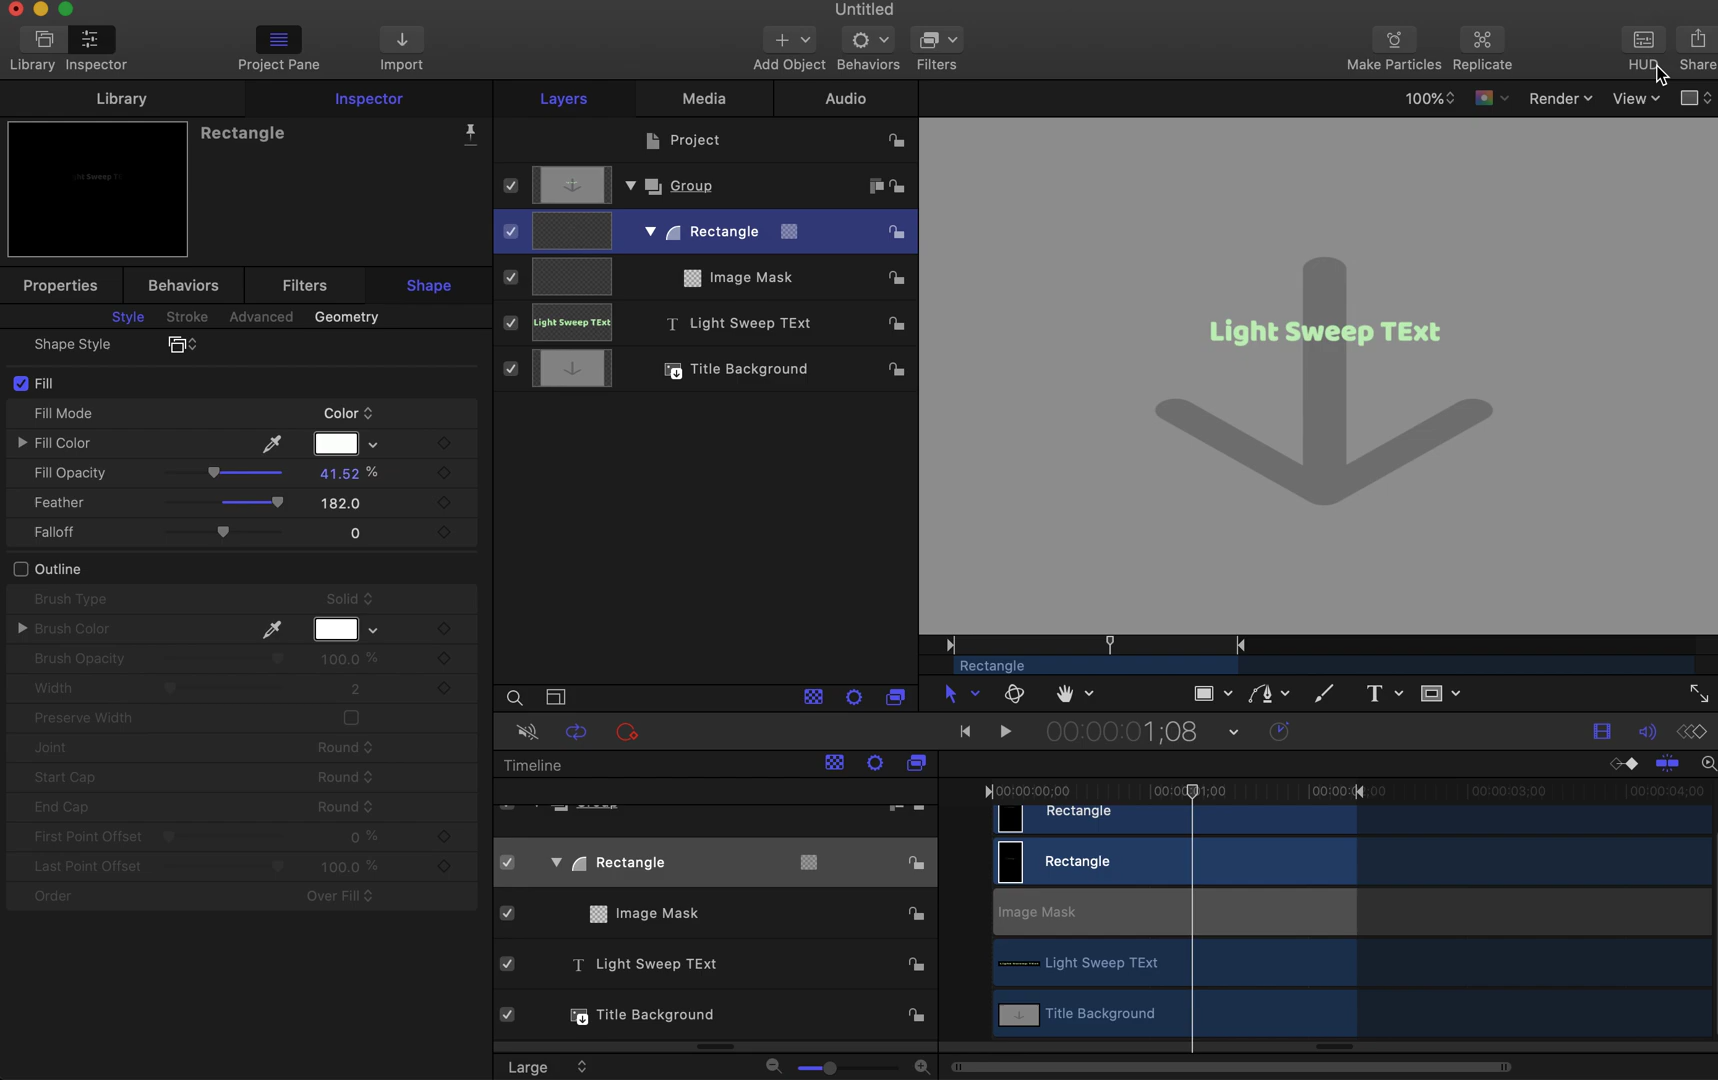 Untitled
Library Inspector Project Pane Import Add Object Behaviors Filters Make Particles Replicate HUD Share
Library Inspector Layers Media Audio 100% Render View
Rectangle
Project
Group
Rectangle
Image Mask
Light Sweep TExt
Light Sweep TExt
Title Background
Light Sweep TExt
Properties Behaviors Filters Shape
Style Stroke Advanced Geometry
Shape Style
Fill
Fill Mode Color
Fill Color
Fill Opacity 41.52 %
Feather 182.0
Falloff 0
Outline
Brush Type Solid
Brush Color
Brush Opacity 100.0 %
Width 2
Preserve Width
Joint Round
Start Cap Round
End Cap Round
First Point Offset 0 %
Last Point Offset 100.0 %
Order Over Fill
Rectangle
T
00:00:01;08
Timeline
00:00:00;00 00:00:01;00 00:00:03;00 00:00:04;00
Group
Rectangle
Rectangle
Rectangle
Image Mask
Image Mask
T Light Sweep TExt
Light Sweep TExt
Title Background
Title Background
Large